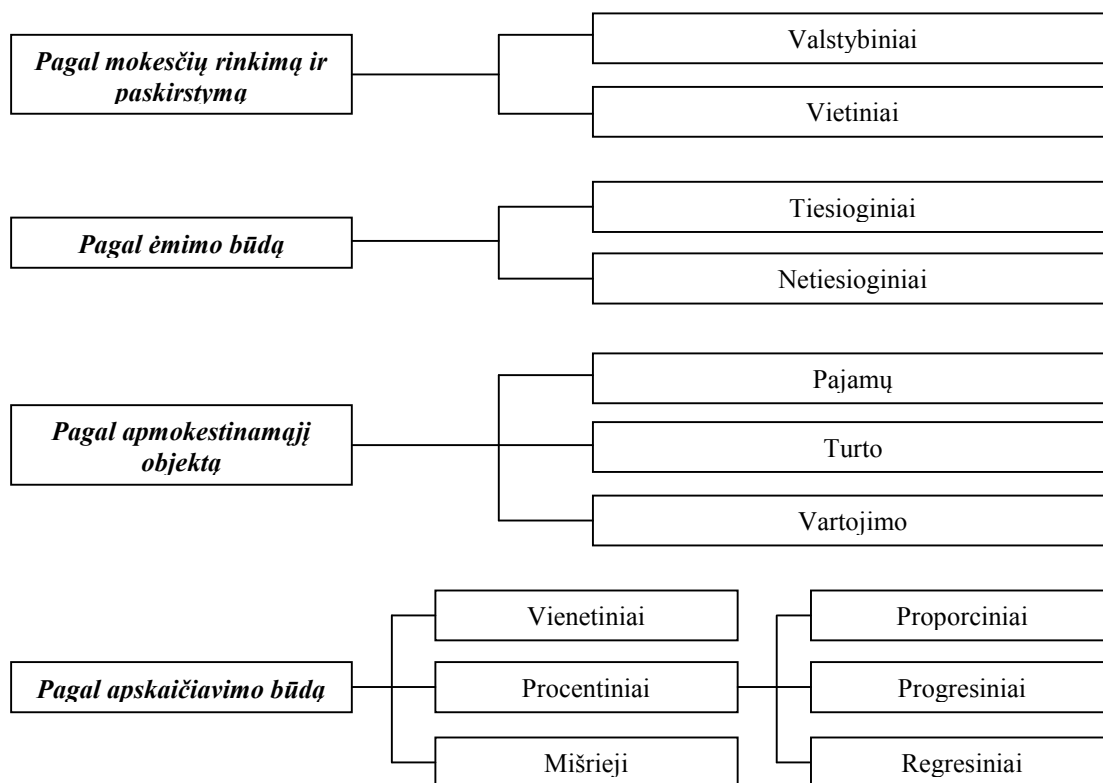 Pagal mokesčių rinkimą ir
paskirstymą
Valstybiniai
Vietiniai
Pagal ėmimo būdą
Tiesioginiai
Netiesioginiai
Pagal apmokestinamąjį
objektą
Pajamų
Turto
Vartojimo
Pagal apskaičiavimo būdą
Vienetiniai
Procentiniai
Mišrieji
Proporciniai
Progresiniai
Regresiniai